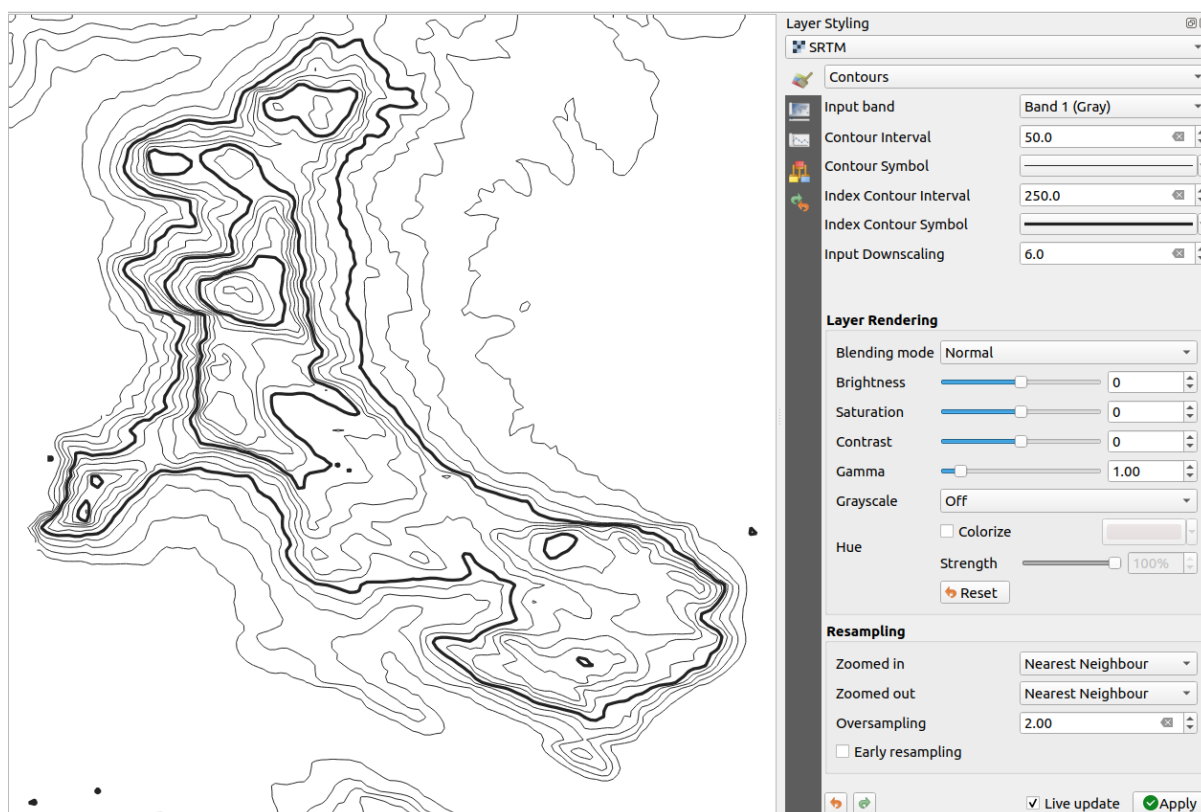 Layer Styling
SRTM
Contours
Input band Band 1 (Gray)
Contour Interval 50.0
Contour Symbol
Index Contour Interval 250.0
Index Contour Symbol
Input Downscaling 6.0
Layer Rendering
Blending mode Normal
Brightness 0
Saturation 0
Contrast 0
Gamma 1.00
Grayscale Off
Hue Colorize
Strength 100%
Reset
Resampling
Zoomed in Nearest Neighbour
Zoomed out Nearest Neighbour
Oversampling 2.00
Early resampling
Live update Apply